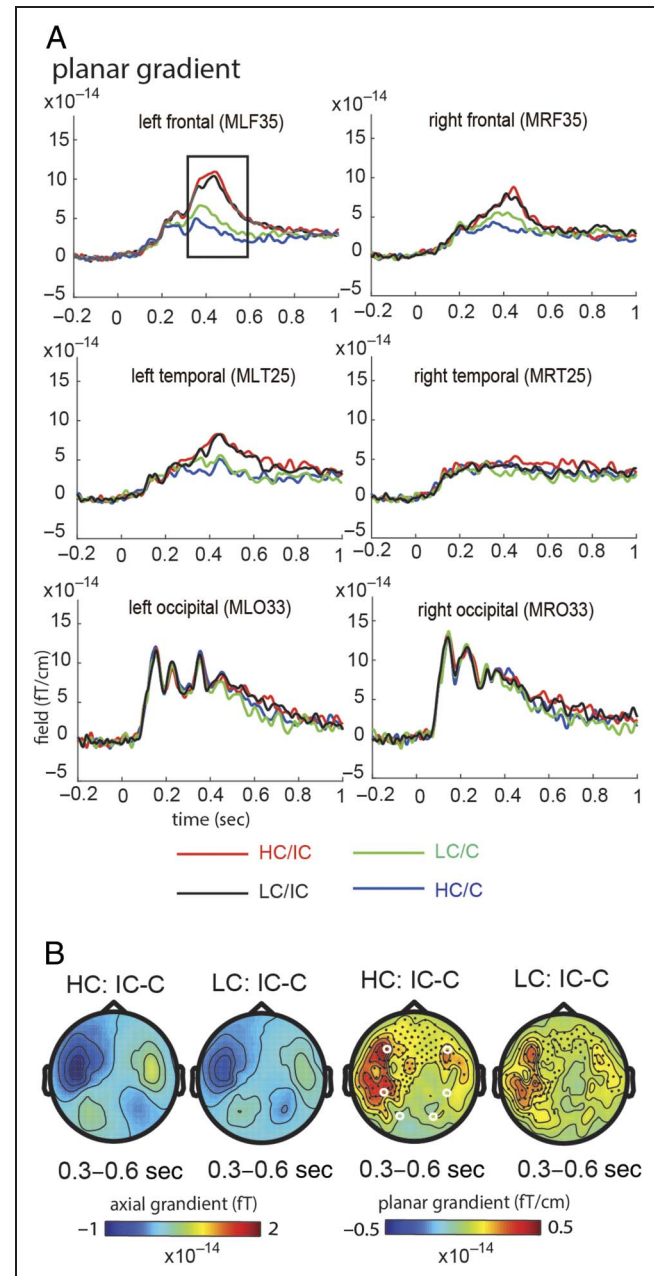 A
planar gradient
x10−14
left frontal (MLF35)
15
10
5
0
−5
−0.2 0 0.2 0.4 0.6 0.8 1
x10−14
right frontal (MRF35)
15
10
5
0
−5
−0.2 0 0.2 0.4 0.6 0.8 1
x10−14
left temporal (MLT25)
15
10
5
0
−5
−0.2 0 0.2 0.4 0.6 0.8 1
x10−14
right temporal (MRT25)
15
10
5
0
−5
−0.2 0 0.2 0.4 0.6 0.8 1
x10−14
left occipital (MLO33)
15
10
5
0
−5
field (fT/cm)
−0.2 0 0.2 0.4 0.6 0.8 1
time (sec)
x10−14
right occipital (MRO33)
15
10
5
0
−5
−0.2 0 0.2 0.4 0.6 0.8 1
HC/IC LC/C
LC/IC HC/C
B
HC: IC-C LC: IC-C HC: IC-C LC: IC-C
0.3−0.6 sec 0.3−0.6 sec 0.3−0.6 sec 0.3−0.6 sec
axial grandient (fT) planar grandient (fT/cm)
−1 2 −0.5 0.5
x10−14 x10−14